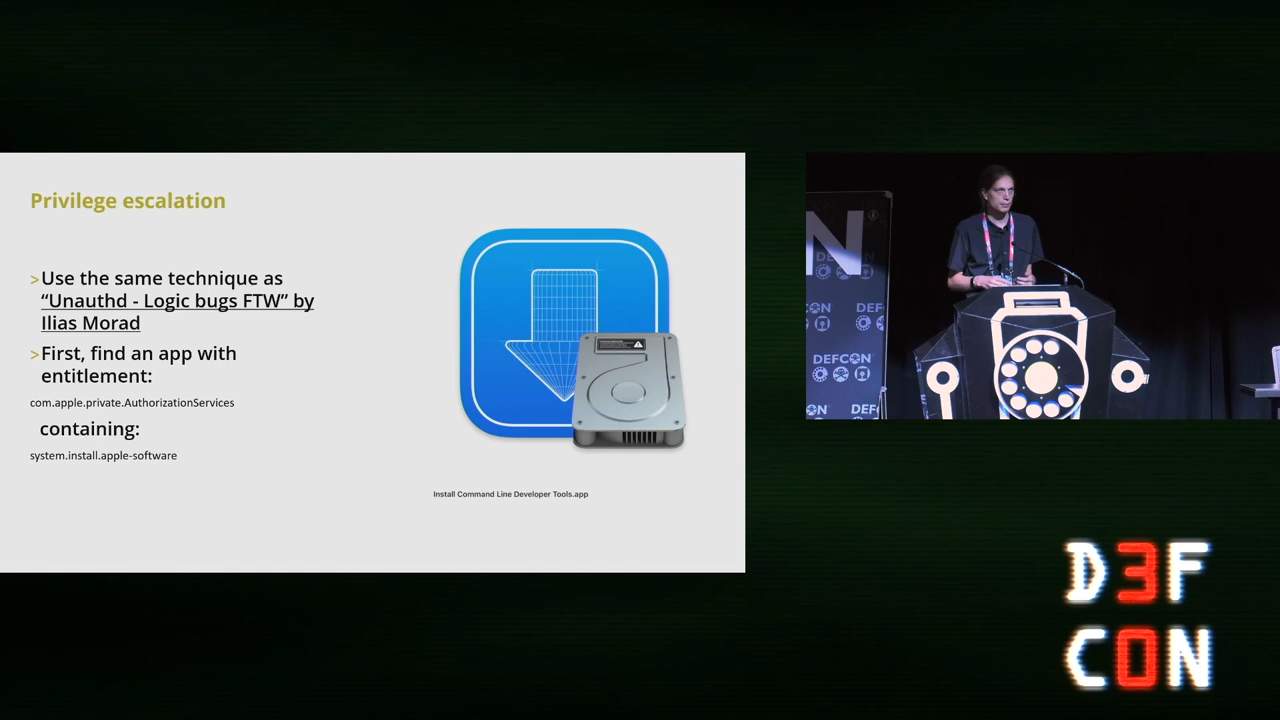 Privilege escalation
>Use the same technique as
“Unauthd - Logic bugs FTW” by
Ilias Morad
>First, find an app with
entitlement:
com.apple.private.AuthorizationServices
containing:
system.install.apple-software
Install Command Line Developer Tools.app
N®
DEFCON
D3F
C0N